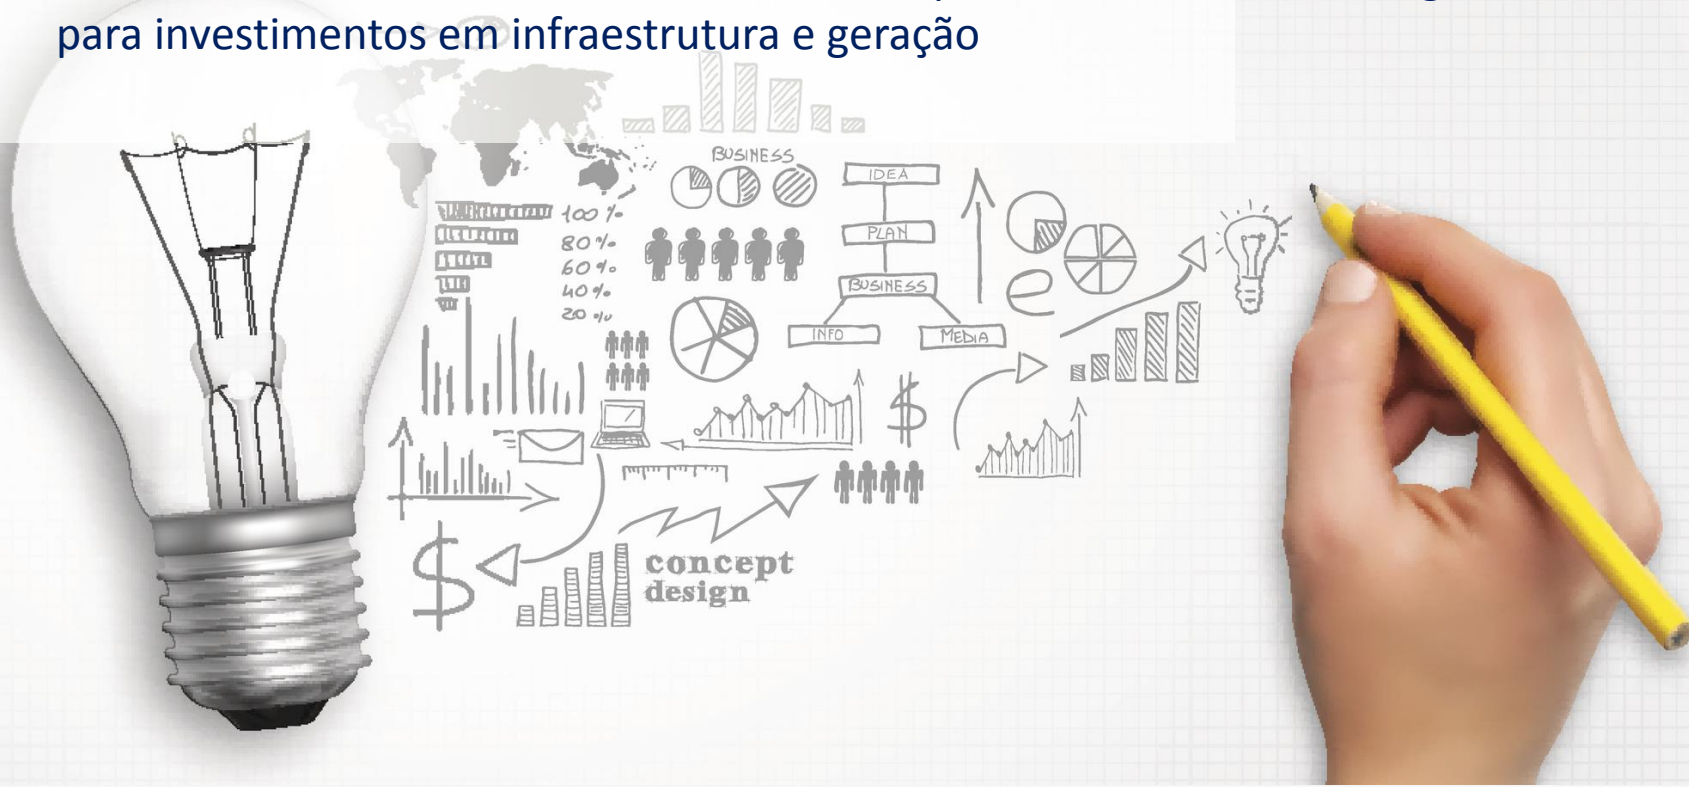 para investimentos em infraestrutura e geração
BUSINESS
IDEA
100 %
80 %
PLAN
60 %
BUSINESS
40 %
20 %
INFO
MEDIA
e
$
$
concept
design